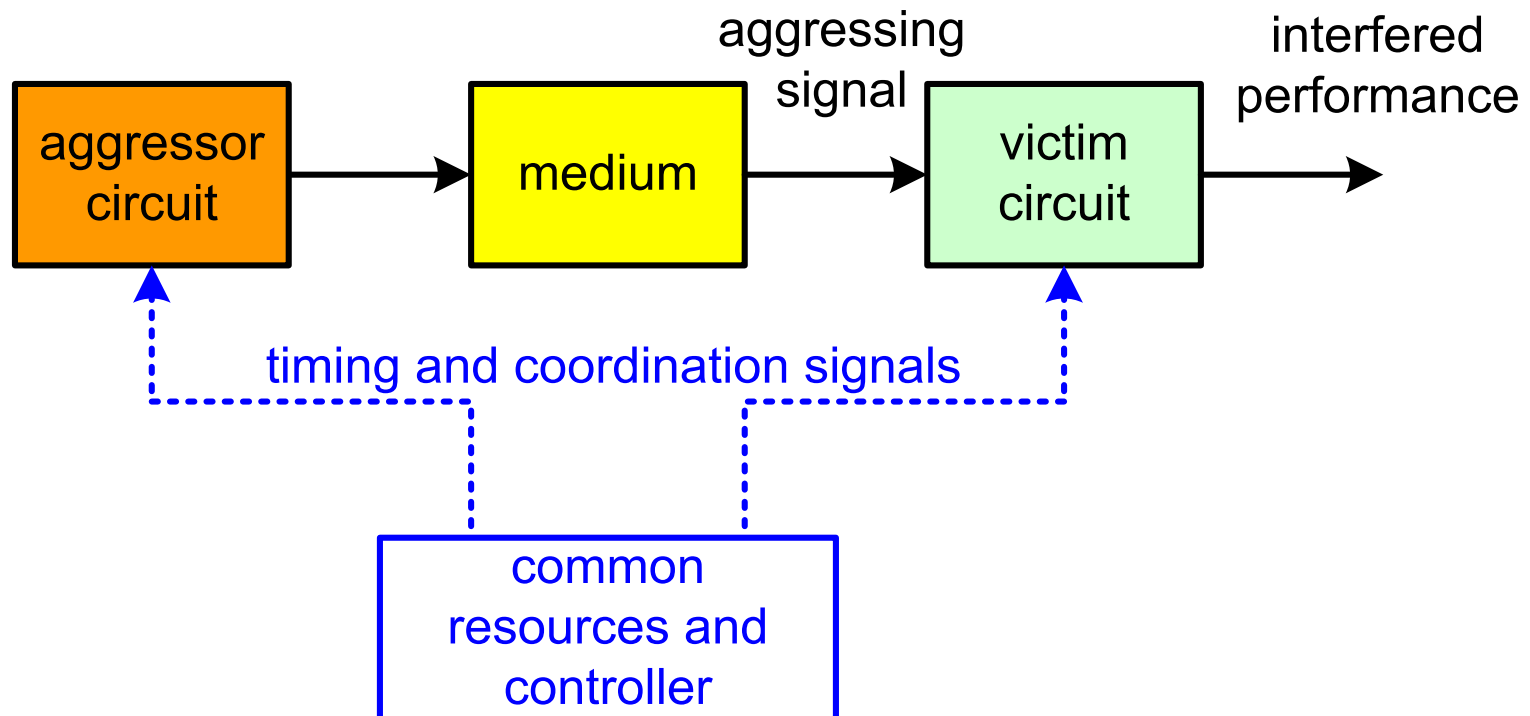 aggressor
circuit
medium
aggressing
signal
victim
circuit
interfered
performance
timing and coordination signals
common
resources and
controller